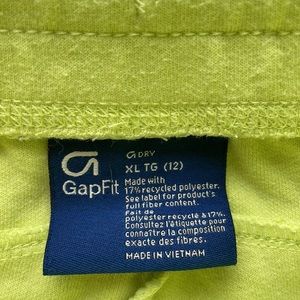 GapFit
GDRY
XL TG (12)
Made with
17% recycled polyester.
See label for product's
full fiber content.
Fait de
polyester recyclé à 17%.
Consultez l'étiquette pour
connaître la composition
exacte des fibres.
MADE IN VIETNAM